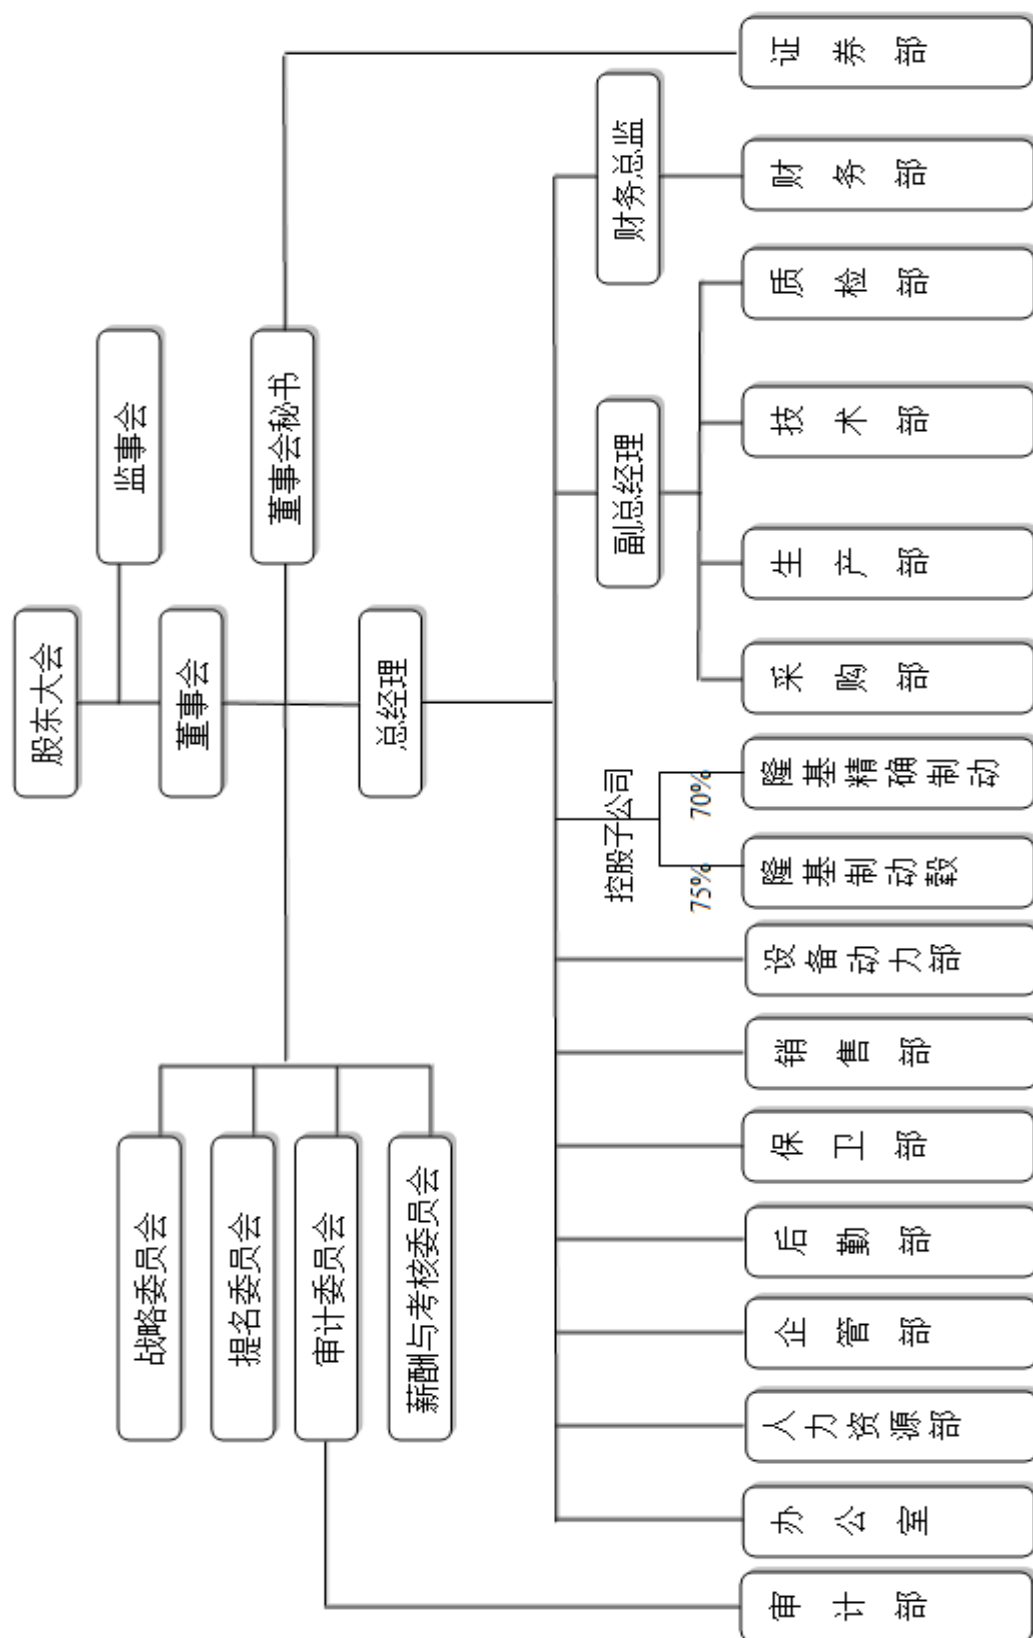 股东大会
监事会
董事会
董事会秘书
总经理
战略委员会
提名委员会
审计委员会
薪酬与考核委员会
副总经理
财务总监
控股子公司
75%
70%
审计部
办公室
人力资源部
企管部
后勤部
保卫部
销售部
设备动力部
隆基制动毂
隆基精确制动
采购部
生产部
技术部
质检部
财务部
证券部